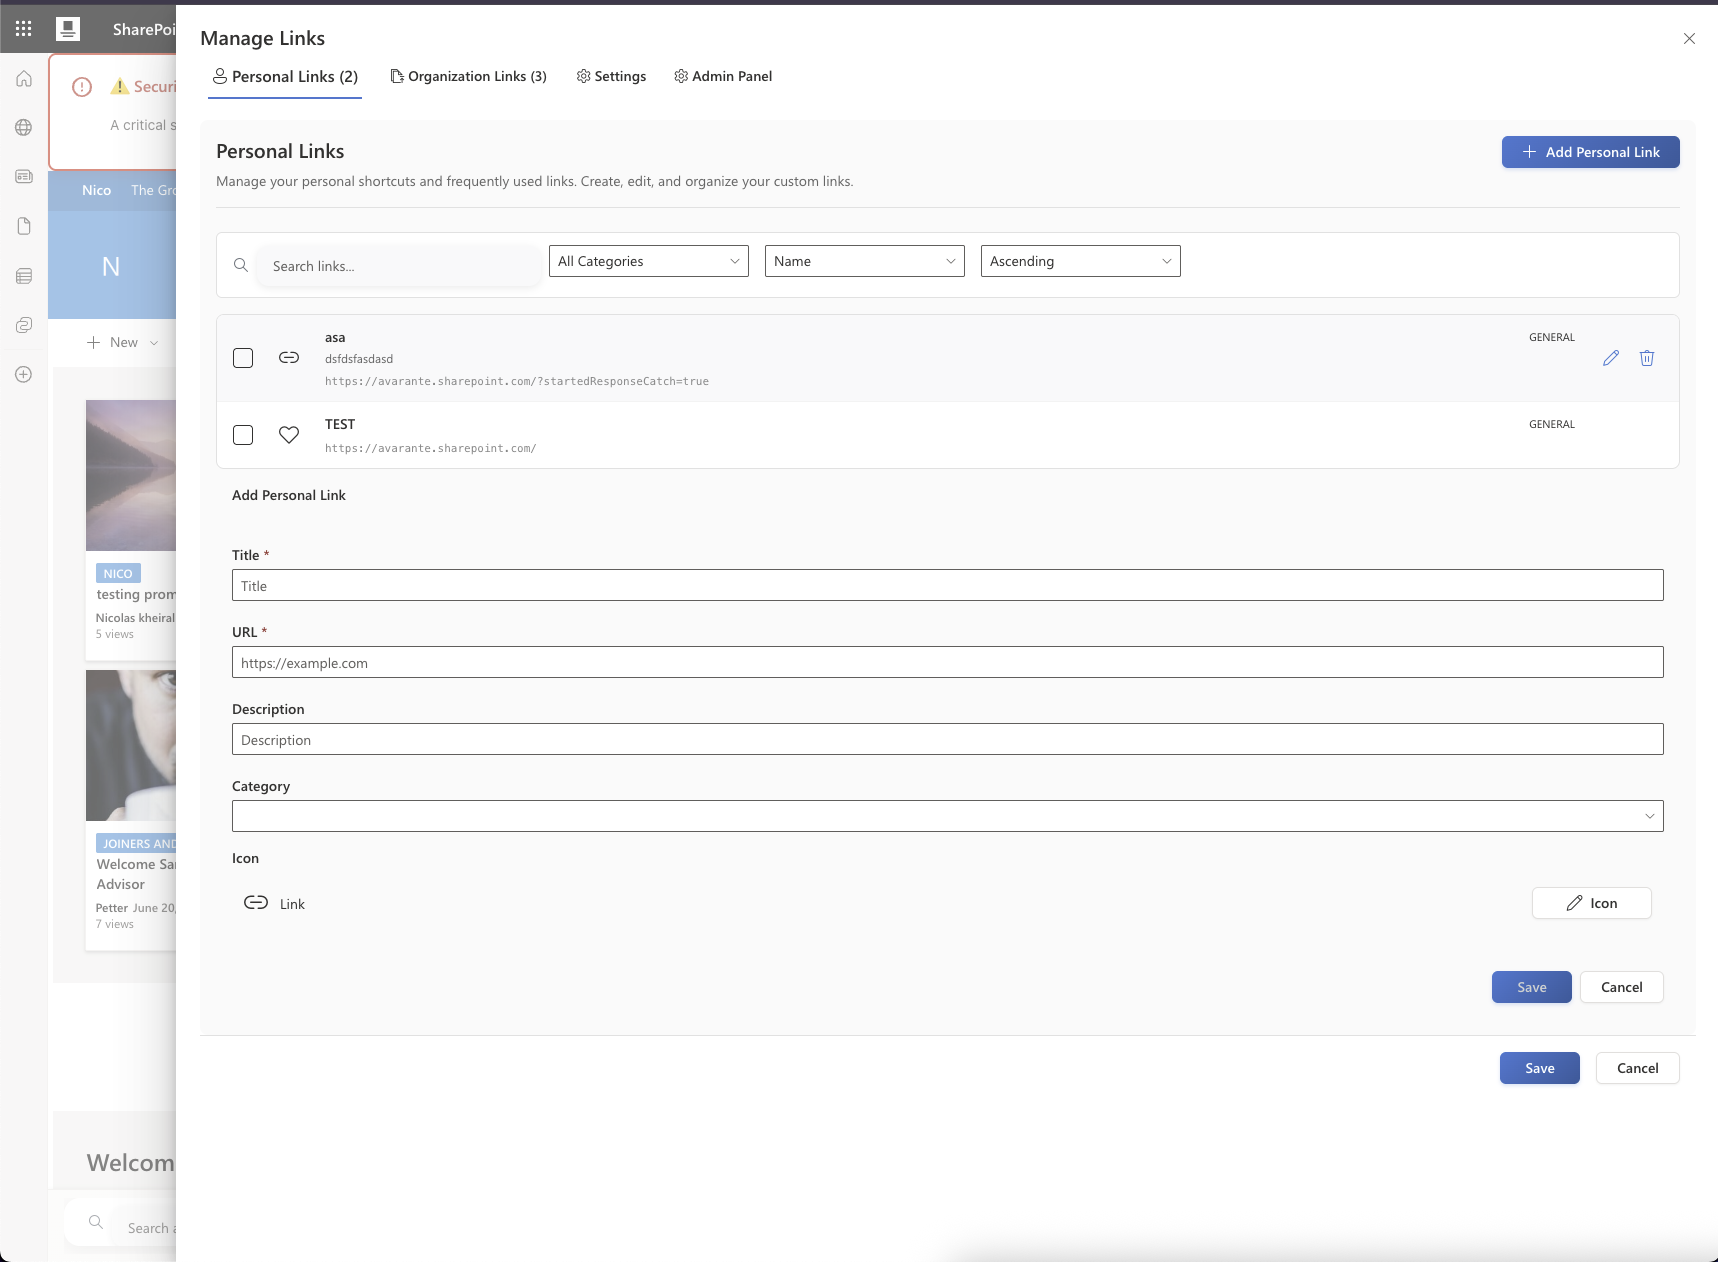 SharePoi
⚠️ Securi
A critical s
Nico The Gro
N
+ New
NICO
testing prom
Nicolas kheiral
5 views
JOINERS AND
Welcome Sar
Advisor
Petter June 20,
7 views
Welcom
Search a
Manage Links
Personal Links (2) Organization Links (3) Settings Admin Panel
Personal Links
+ Add Personal Link
Manage your personal shortcuts and frequently used links. Create, edit, and organize your custom links.
Search links... All Categories Name Ascending
asa GENERAL
dsfdsfasdasd
https://avarante.sharepoint.com/?startedResponseCatch=true
TEST GENERAL
https://avarante.sharepoint.com/
Add Personal Link
Title *
Title
URL *
https://example.com
Description
Description
Category
Icon
Link Icon
Save Cancel
Save Cancel